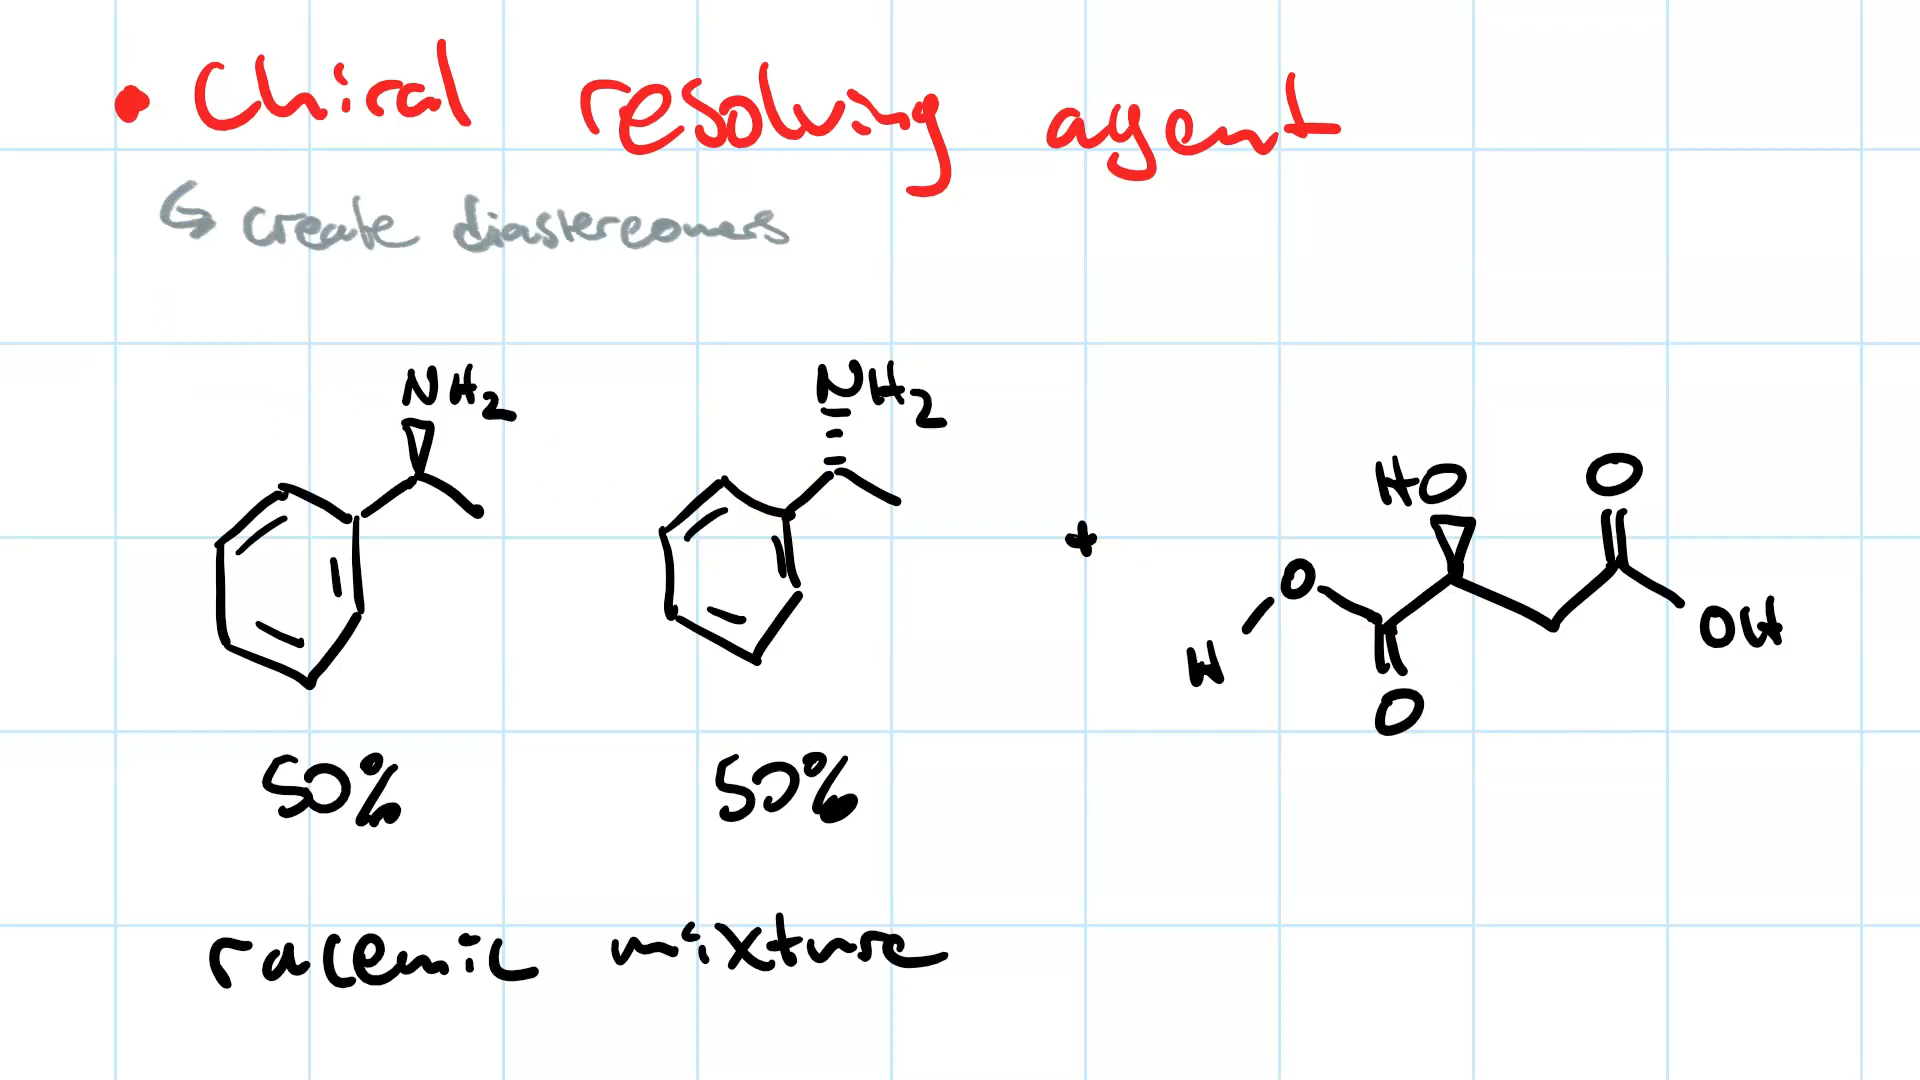 • Chiral resolving agent
↳ create diastereomers
NH2 NH2
HO O
O
+
OH
H
O
50% 50%
racemic mixture